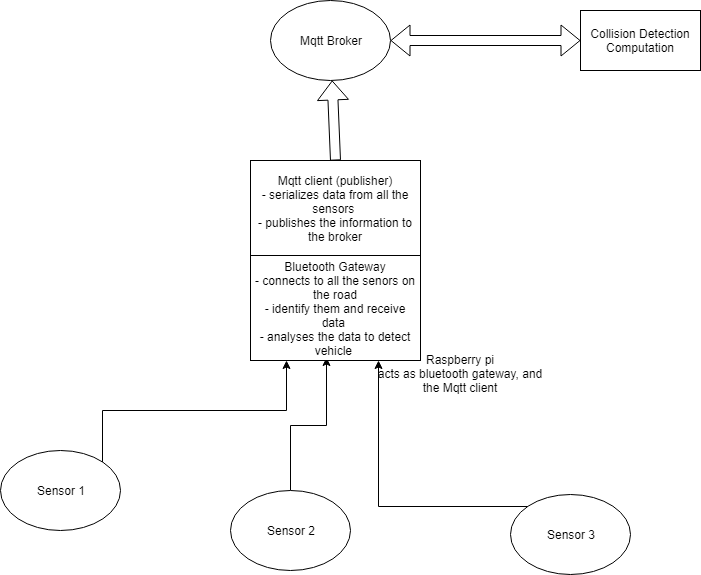 Mqtt Broker
Collision Detection
Computation
Mqtt client (publisher)
- serializes data from all the
sensors
- publishes the information to
the broker
Bluetooth Gateway
- connects to all the senors on
the road
- identify them and receive
data
- analyses the data to detect
vehicle
Raspberry pi
acts as bluetooth gateway, and
the Mqtt client
Sensor 1
Sensor 2
Sensor 3